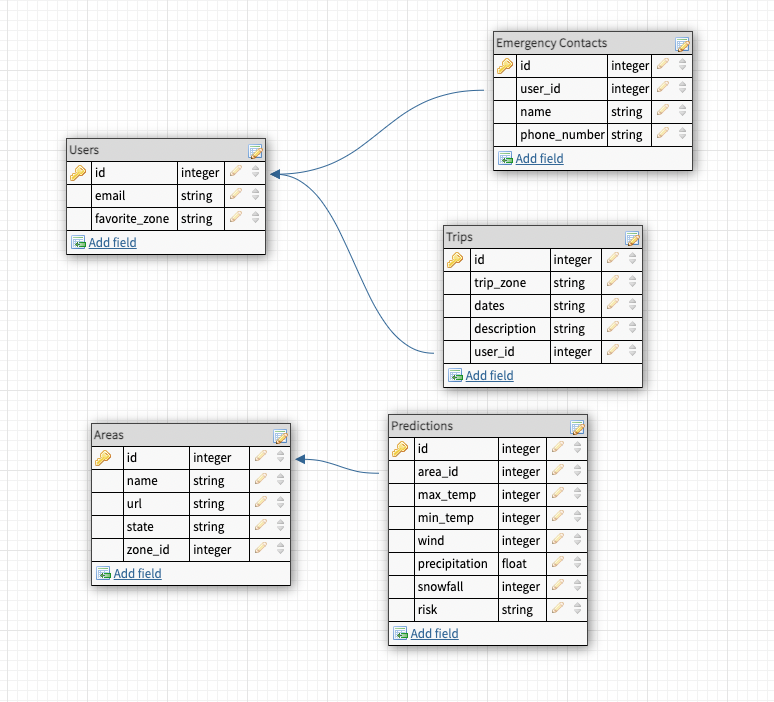 Emergency Contacts
id integer
user_id integer
name string
phone_number string
Add field
Users
id integer
email string
favorite_zone string
Add field
Trips
id integer
trip_zone string
dates string
description string
user_id integer
Add field
Areas
id integer
name string
url string
state string
zone_id integer
Add field
Predictions
id integer
area_id integer
max_temp integer
min_temp integer
wind integer
precipitation float
snowfall integer
risk string
Add field